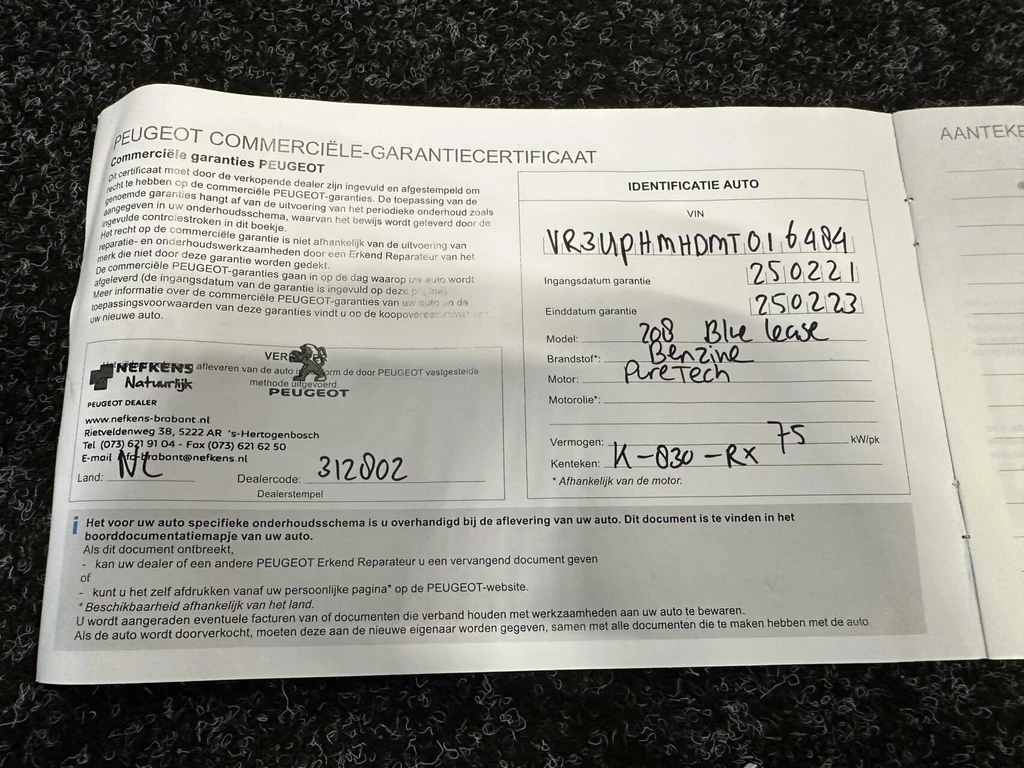 PEUGEOT COMMERCIËLE-GARANTIECERTIFICAAT
Commerciële garanties PEUGEOT
Dit certificaat moet door de verkopende dealer zijn ingevuld en afgestempeld om
recht te hebben op de commerciële PEUGEOT-garanties. De toepassing van de
genoemde garanties hangt af van de uitvoering van het periodieke onderhoud zoals
aangegeven in uw onderhoudsschema, waarvan het bewijs wordt geleverd door de
ingevulde controlestroken in dit boekje.
Het recht op de commerciële garantie is niet afhankelijk van de uitvoering van
reparatie- en onderhoudswerkzaamheden door een Erkend Reparateur van het
merk die niet door deze garantie worden gedekt.
De commerciële PEUGEOT-garanties gaan in op de dag waarop uw auto wordt
afgeleverd (de ingangsdatum van de garantie is ingevuld op deze pagina).
Meer informatie over de commerciële PEUGEOT-garanties van uw auto en de
toepassingsvoorwaarden van deze garanties vindt u op de koopovereenkomst van
uw nieuwe auto.
VER
afleveren van de auto
orm de door PEUGEOT vastgestelde
methode uitgevoerd.
NEFKENS
Natuurlijk
PEUGEOT
PEUGEOT DEALER
www.nefkens-brabant.nl
Rietveldenweg 38, 5222 AR 's-Hertogenbosch
Tel (073) 621 91 04 - Fax (073) 621 62 50
E-mail info-brabant@nefkens.nl
Land: NL
Dealercode: 312802
Dealerstempel
IDENTIFICATIE AUTO
VIN
VR3UPHMHDMT016484
Ingangsdatum garantie 250221
Einddatum garantie 250223
Model: 208 Blue lease
Brandstof*: Benzine
Motor: PureTech
Motorolie*:
Vermogen: 75 kW/pk
Kenteken: K-830-RX
* Afhankelijk van de motor.
i Het voor uw auto specifieke onderhoudsschema is u overhandigd bij de aflevering van uw auto. Dit document is te vinden in het
boorddocumentatiemapje van uw auto.
Als dit document ontbreekt,
- kan uw dealer of een andere PEUGEOT Erkend Reparateur u een vervangend document geven
of
- kunt u het zelf afdrukken vanaf uw persoonlijke pagina* op de PEUGEOT-website.
* Beschikbaarheid afhankelijk van het land.
U wordt aangeraden eventuele facturen van of documenten die verband houden met werkzaamheden aan uw auto te bewaren.
Als de auto wordt doorverkocht, moeten deze aan de nieuwe eigenaar worden gegeven, samen met alle documenten die te maken hebben met de auto
AANTEKE